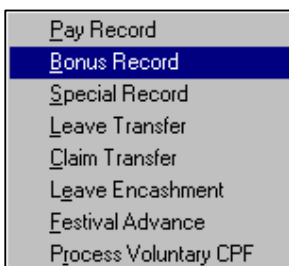 Pay Record
Bonus Record
Special Record
Leave Transfer
Claim Transfer
Leave Encashment
Festival Advance
Process Voluntary CPF